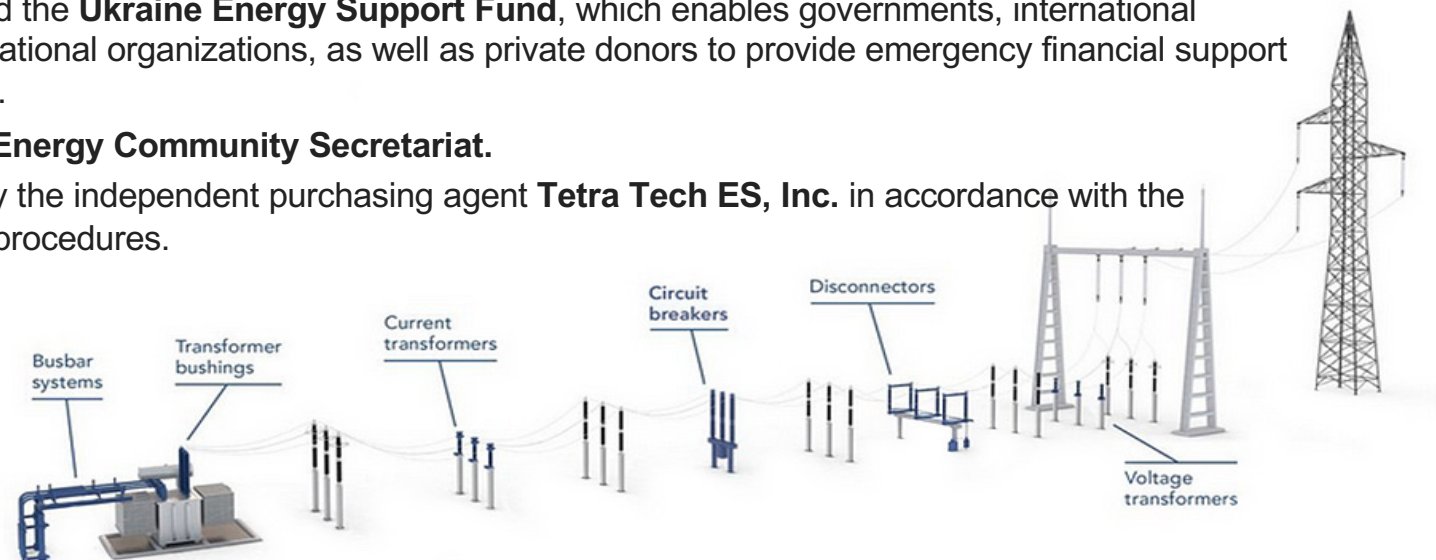 d the Ukraine Energy Support Fund, which enables governments, international
ational organizations, as well as private donors to provide emergency financial support
.
Energy Community Secretariat.
y the independent purchasing agent Tetra Tech ES, Inc. in accordance with the
procedures.
Busbar
systems
Transformer
bushings
Current
transformers
Circuit
breakers
Disconnectors
Voltage
transformers